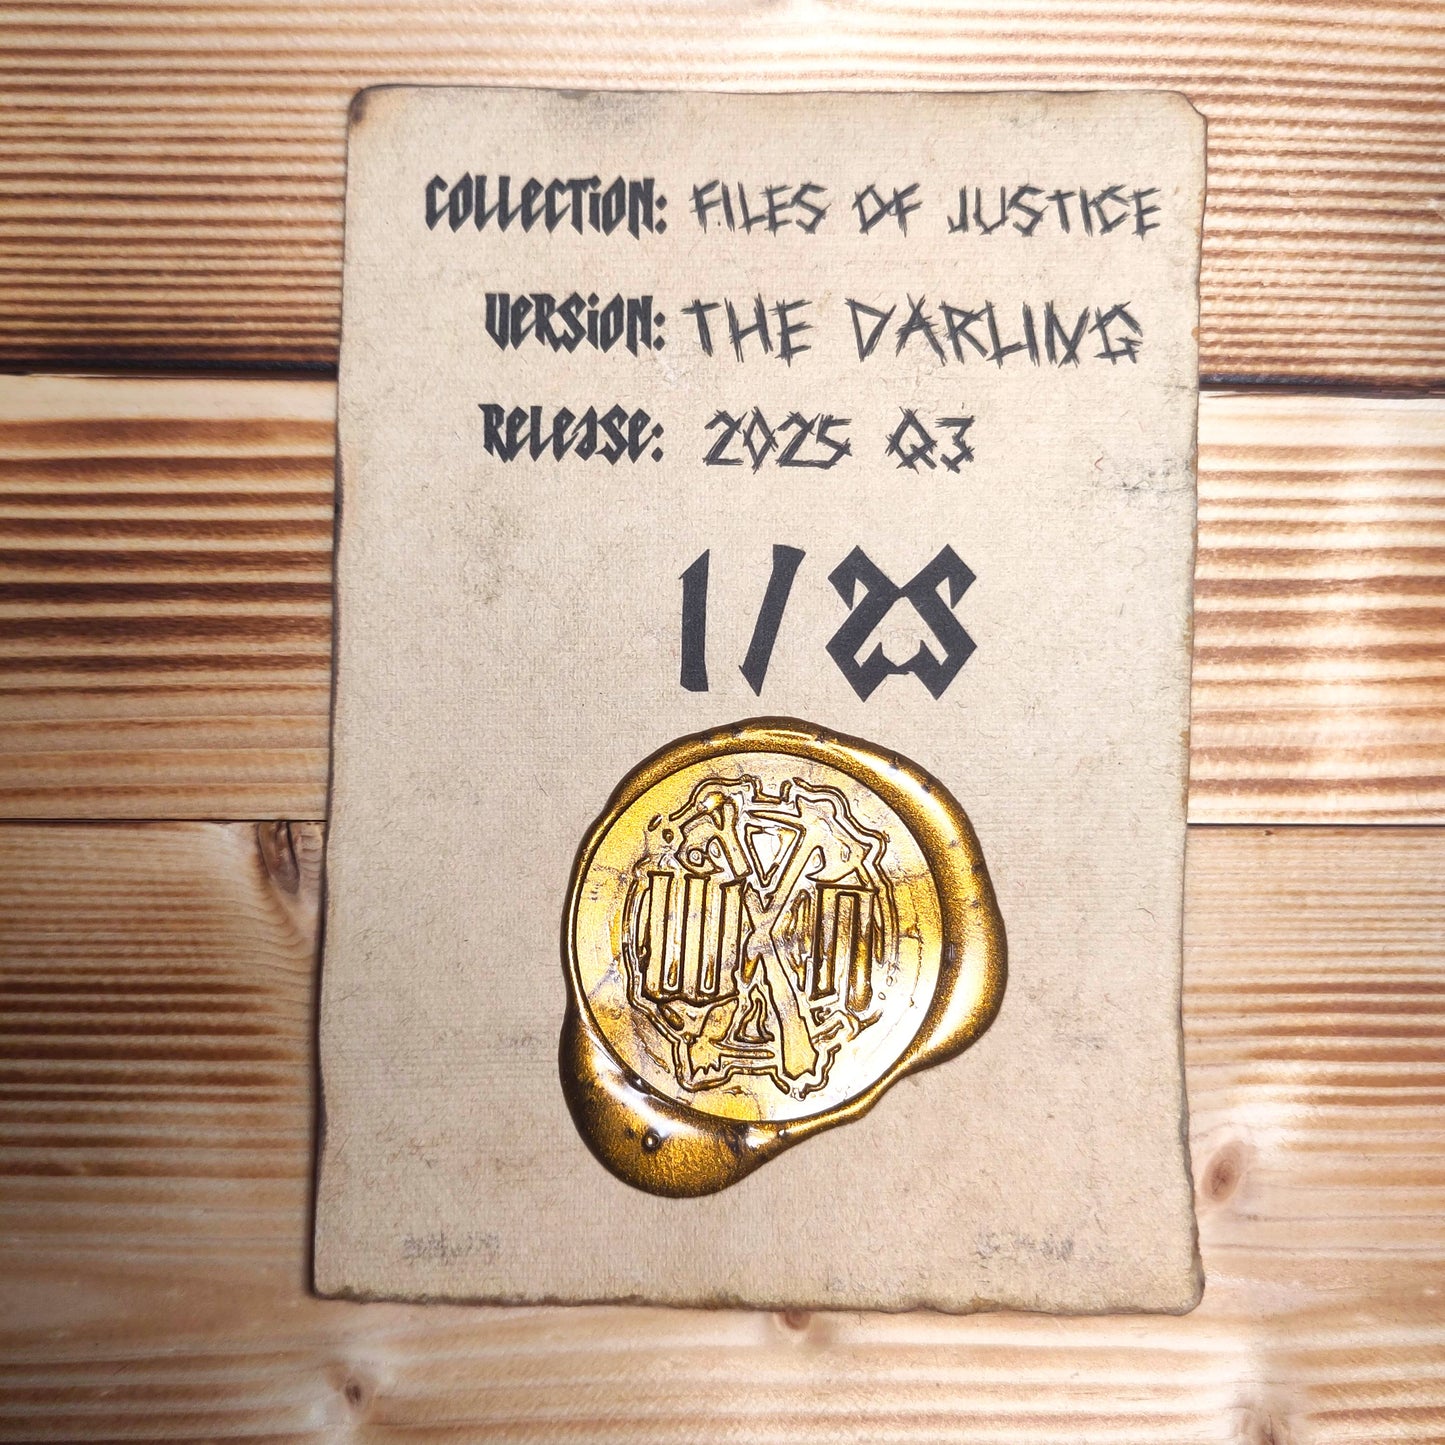 COLLECTION: FILES OF JUSTICE
VERSION: THE DARLING
RELEASE: 2025 Q3
1/25